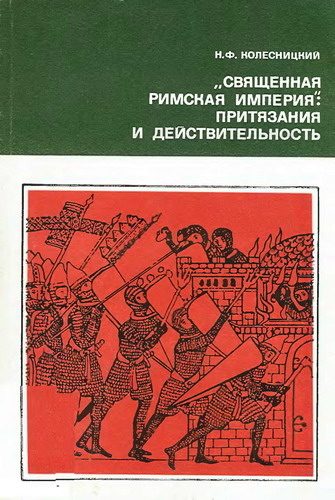 Н.Ф. КОЛЕСНИЦКИЙ
„СВЯЩЕННАЯ
РИМСКАЯ ИМПЕРИЯ“:
ПРИТЯЗАНИЯ
И ДЕЙСТВИТЕЛЬНОСТЬ